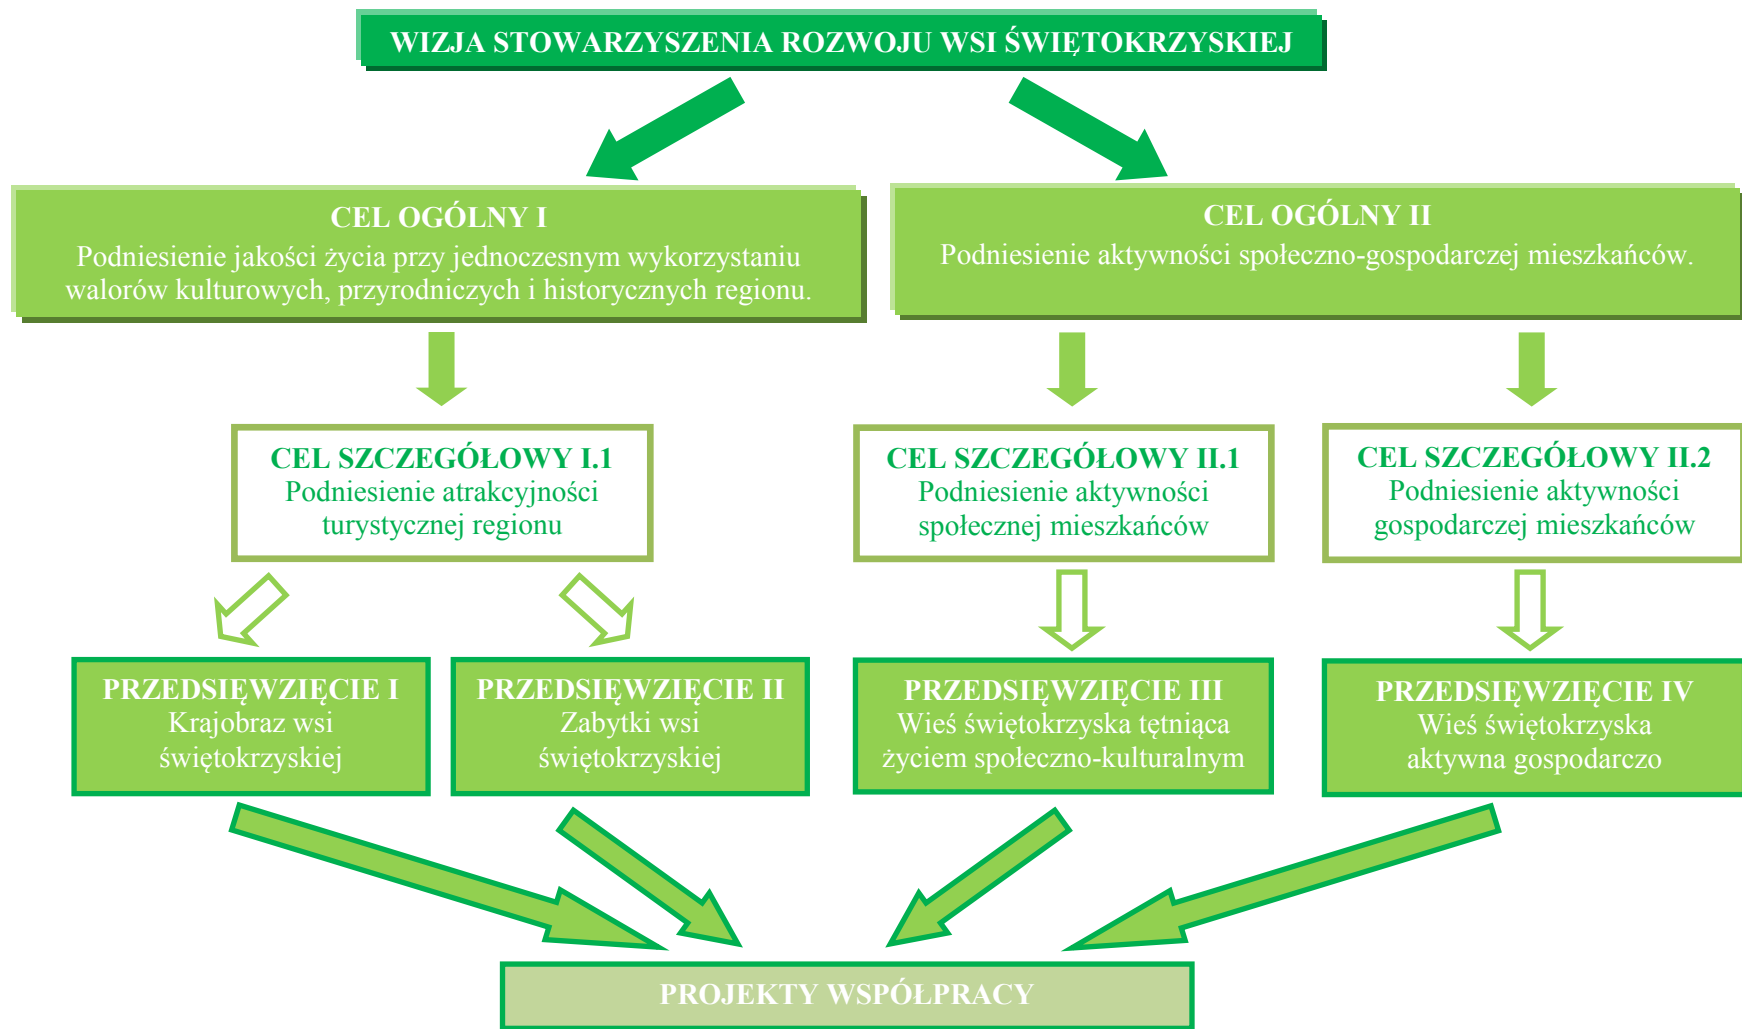 WIZJA STOWARZYSZENIA ROZWOJU WSI ŚWIĘTOKRZYSKIEJ
CEL OGÓLNY I
Podniesienie jakości życia przy jednoczesnym wykorzystaniu
walorów kulturowych, przyrodniczych i historycznych regionu.
CEL OGÓLNY II
Podniesienie aktywności społeczno-gospodarczej mieszkańców.
CEL SZCZEGÓŁOWY I.1
Podniesienie atrakcyjności
turystycznej regionu
CEL SZCZEGÓŁOWY II.1
Podniesienie aktywności
społecznej mieszkańców
CEL SZCZEGÓŁOWY II.2
Podniesienie aktywności
gospodarczej mieszkańców
PRZEDSIĘWZIĘCIE I
Krajobraz wsi
świętokrzyskiej
PRZEDSIĘWZIĘCIE II
Zabytki wsi
świętokrzyskiej
PRZEDSIĘWZIĘCIE III
Wieś świętokrzyska tętniąca
życiem społeczno-kulturalnym
PRZEDSIĘWZIĘCIE IV
Wieś świętokrzyska
aktywna gospodarczo
PROJEKTY WSPÓŁPRACY